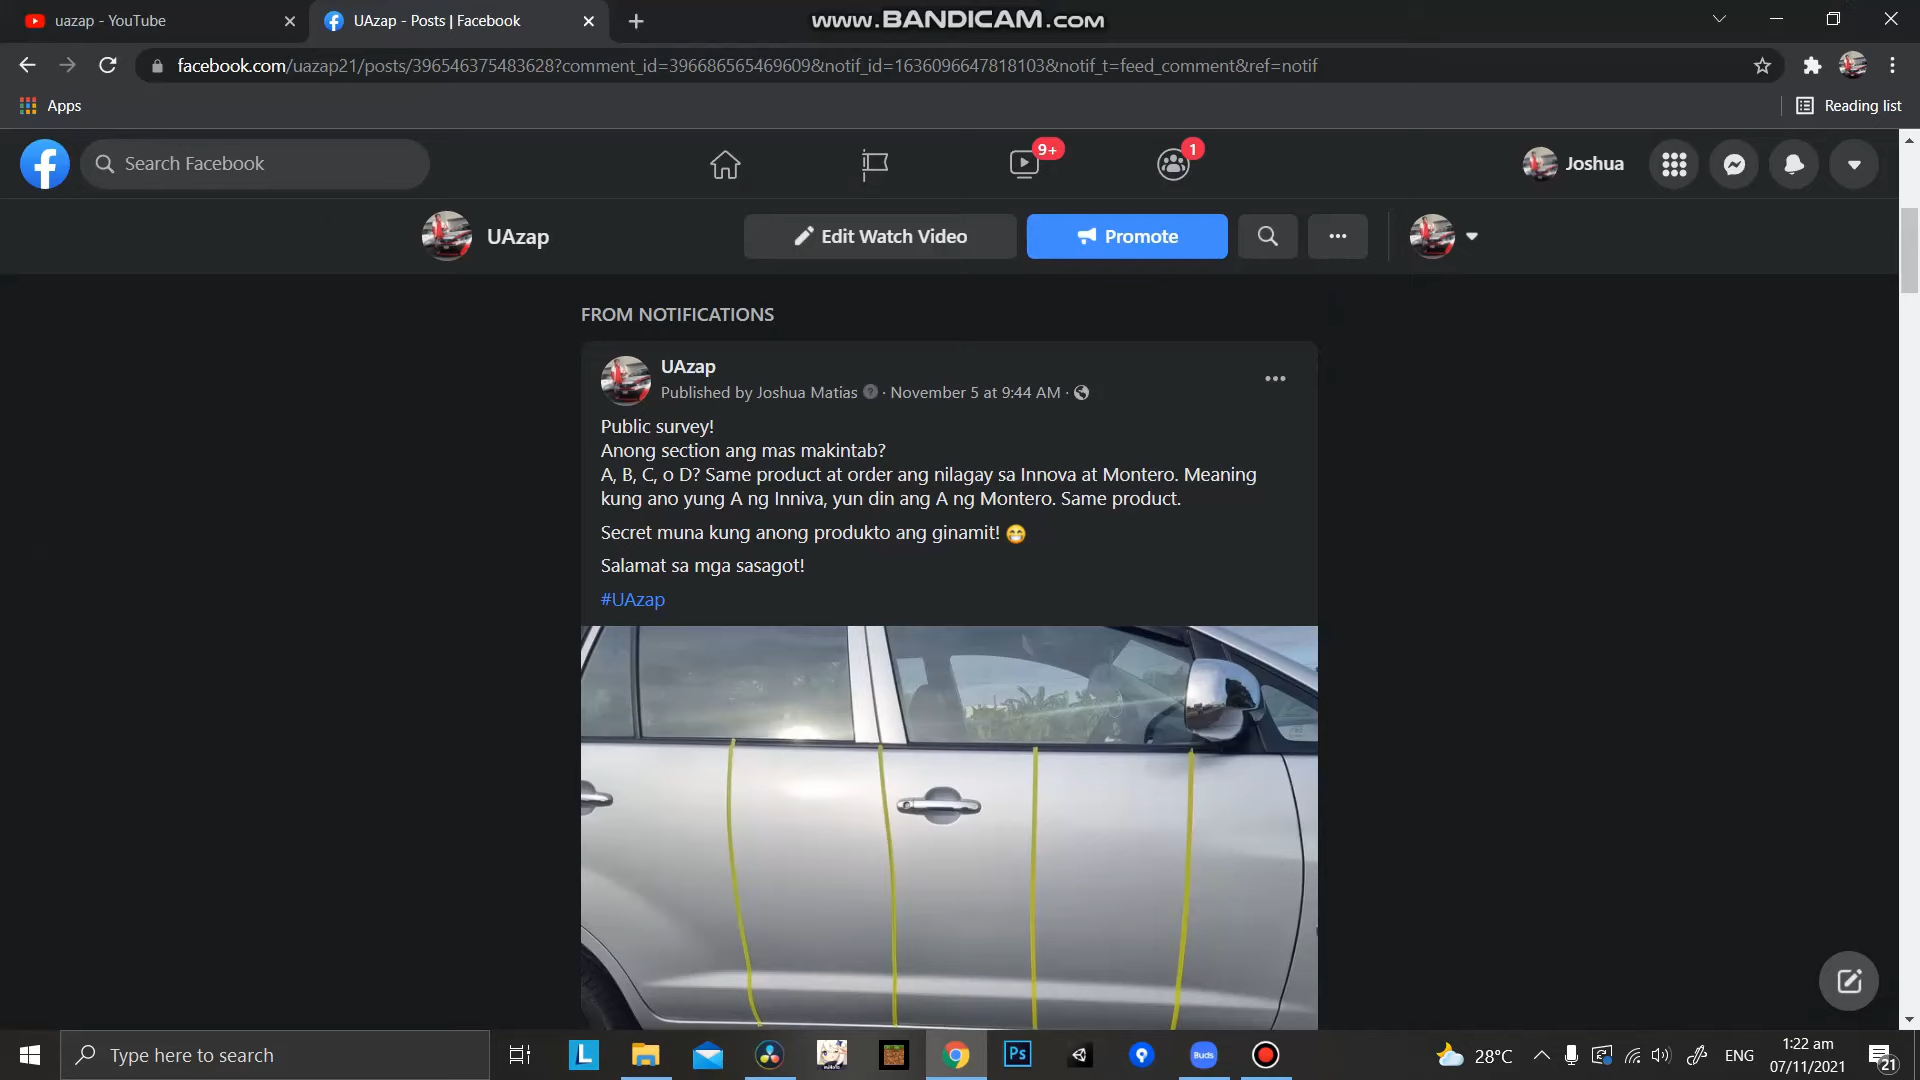 uazap - YouTube
UAzap - Posts | Facebook
www.BANDICAM.com
facebook.com/uazap21/posts/396546375483628?comment_id=396686565469609&notif_id=1636096647818103&notif_t=feed_comment&ref=notif
Apps
Reading list
Search Facebook
9+
1
Joshua
UAzap
Edit Watch Video
Promote
FROM NOTIFICATIONS
UAzap
Published by Joshua Matias · November 5 at 9:44 AM ·
Public survey!
Anong section ang mas makintab?
A, B, C, o D? Same product at order ang nilagay sa Innova at Montero. Meaning
kung ano yung A ng Inniva, yun din ang A ng Montero. Same product.
Secret muna kung anong produkto ang ginamit! 😁
Salamat sa mga sasagot!
#UAzap
Type here to search
L
Ps
Buds
28°C
ENG
1:22 am
07/11/2021
21